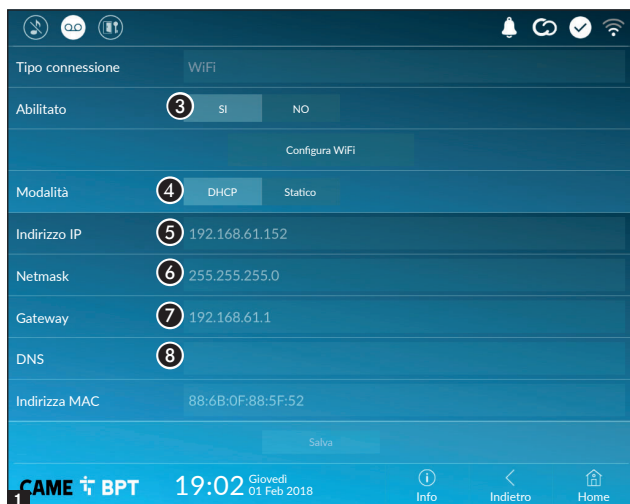 Tipo connessione WiFi
Abilitato 3 SI NO
Configura WiFi
Modalità 4 DHCP Statico
Indirizzo IP 5 192.168.61.152
Netmask 6 255.255.255.0
Gateway 7 192.168.61.1
DNS 8
Indirizza MAC 88:6B:0F:88:5F:52
Salva
1 CAME BPT 19:02 Giovedì 01 Feb 2018 Info Indietro Home